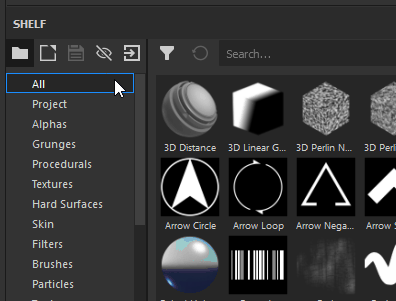 SHELF
Search...
All
Project
Alphas
Grunges
Procedurals
Textures
Hard Surfaces
Skin
Filters
Brushes
Particles
3D Distance
3D Linear G...
3D Perlin N...
3D Perlin
Arrow Circle
Arrow Loop
Arrow Nega...
Arrow S